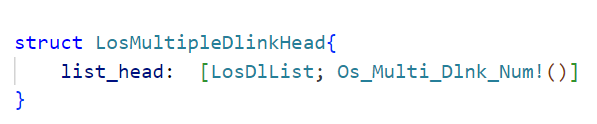 struct LosMultipleDlinkHead{
    list_head:  [LosDlList; Os_Multi_Dlnk_Num!()]
}